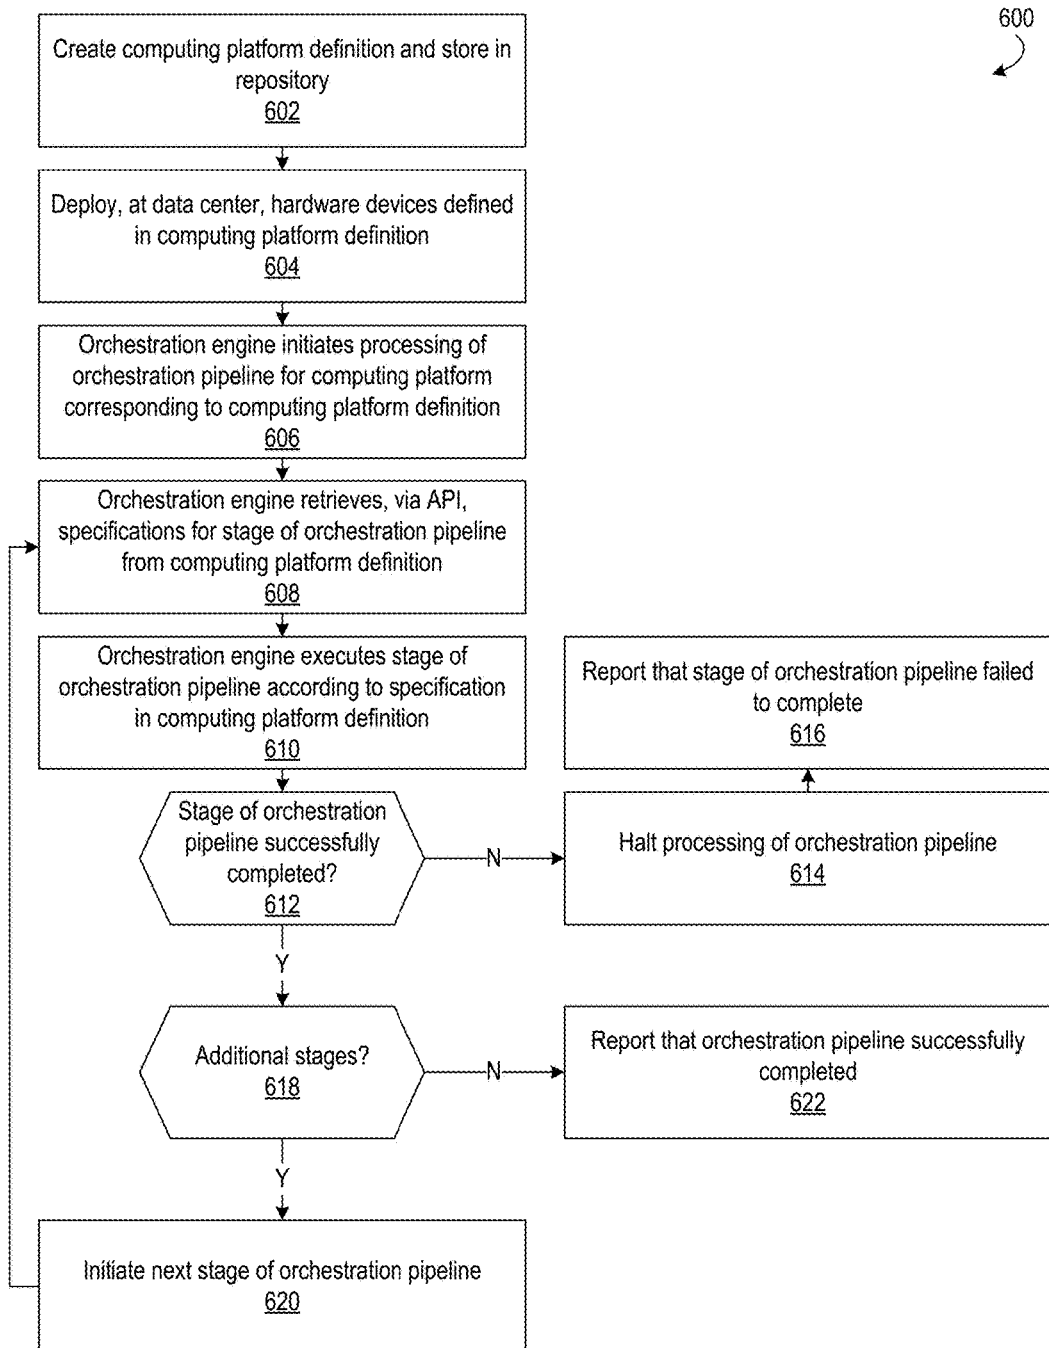 600
Create computing platform definition and store in
repository
602
Deploy, at data center, hardware devices defined
in computing platform definition
604
Orchestration engine initiates processing of
orchestration pipeline for computing platform
corresponding to computing platform definition
606
Orchestration engine retrieves, via API,
specifications for stage of orchestration pipeline
from computing platform definition
608
Orchestration engine executes stage of
orchestration pipeline according to specification
in computing platform definition
610
Report that stage of orchestration pipeline failed
to complete
616
Stage of orchestration
pipeline successfully
completed?
612
N
Halt processing of orchestration pipeline
614
Y
Additional stages?
618
N
Report that orchestration pipeline successfully
completed
622
Y
Initiate next stage of orchestration pipeline
620